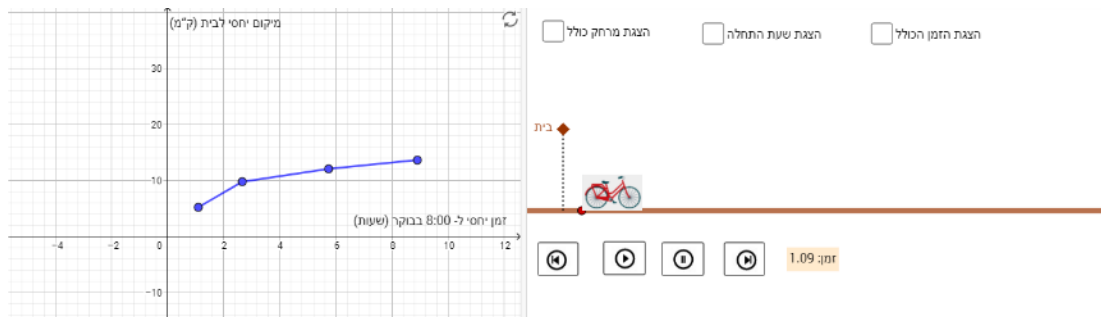 מיקום יחסי לבית (ק"מ)
30
20
10
זמן יחסי ל- 8:00 בבוקר (שעות)
−4 −2 0 2 4 6 8 10 12
−10
הצגת מרחק כולל
הצגת שעת התחלה
הצגת הזמן הכולל
בית
זמן: 1.09